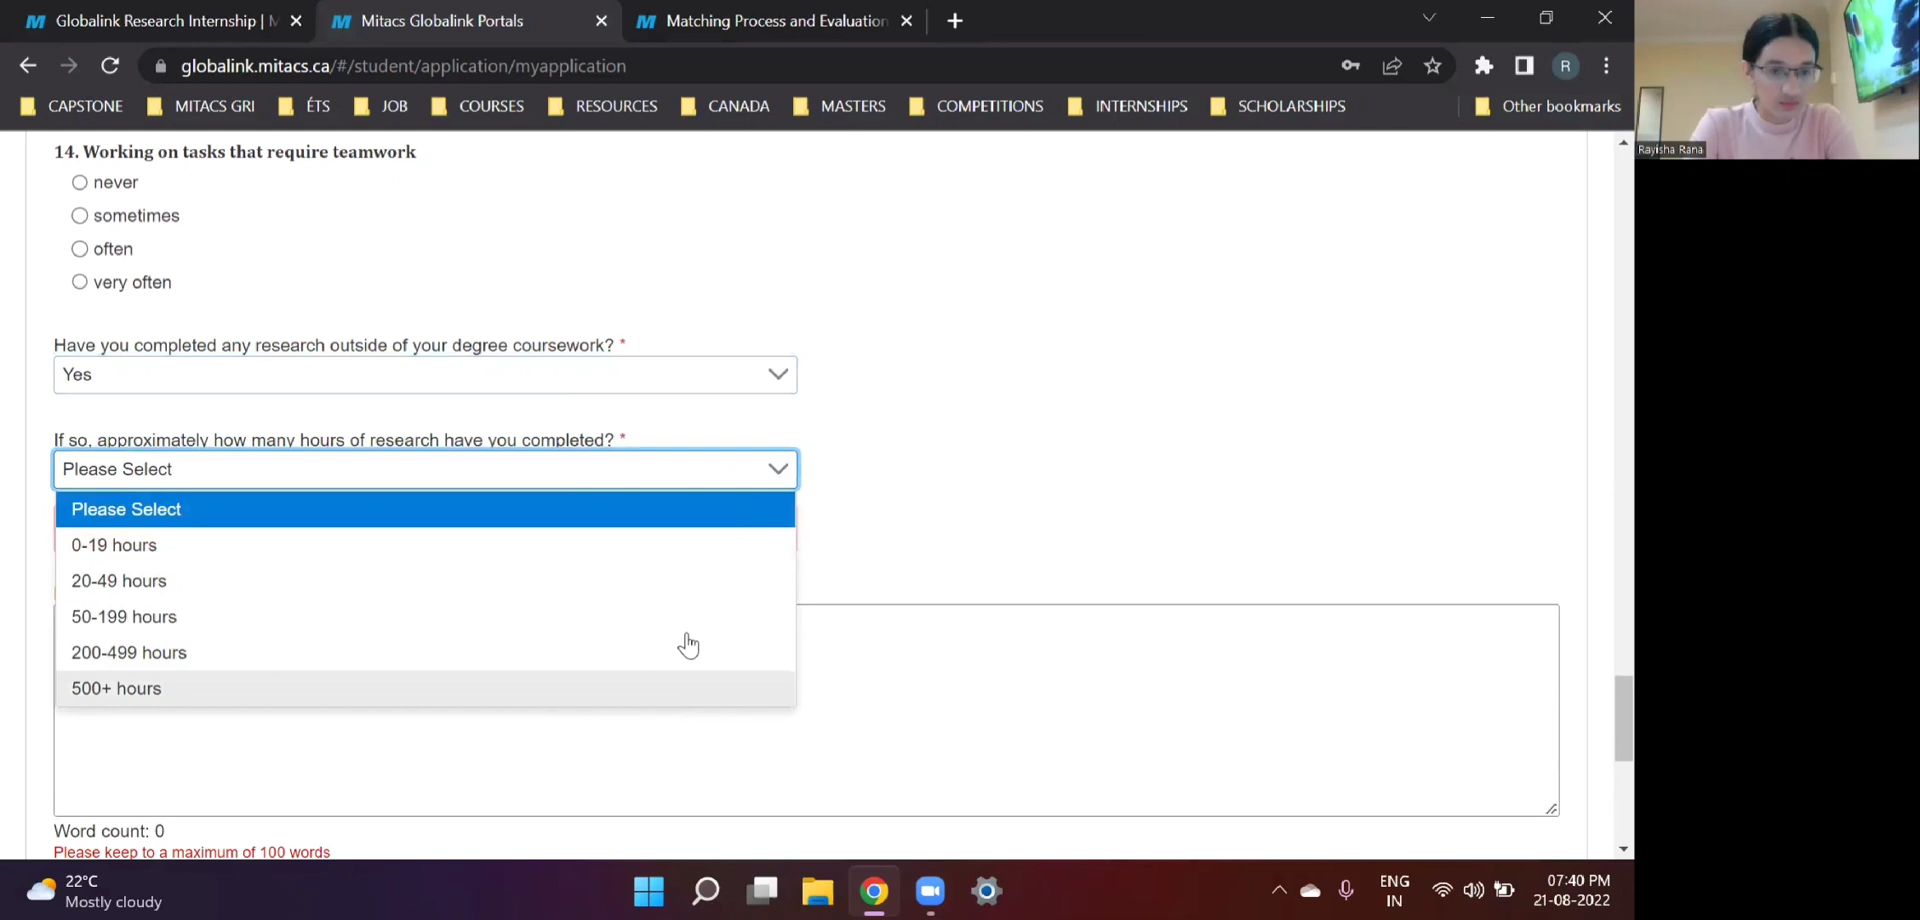 Globalink Research Internship | M
Mitacs Globalink Portals
Matching Process and Evaluation
globalink.mitacs.ca/#/student/application/myapplication
R
CAPSTONE
MITACS GRI
ÉTS
JOB
COURSES
RESOURCES
CANADA
MASTERS
COMPETITIONS
INTERNSHIPS
SCHOLARSHIPS
Other bookmarks
Rayisha Rana
14. Working on tasks that require teamwork
never
sometimes
often
very often
Have you completed any research outside of your degree coursework? *
Yes
If so, approximately how many hours of research have you completed? *
Please Select
Please Select
0-19 hours
20-49 hours
50-199 hours
200-499 hours
500+ hours
Word count: 0
Please keep to a maximum of 100 words
22°C
Mostly cloudy
ENG
IN
07:40 PM
21-08-2022